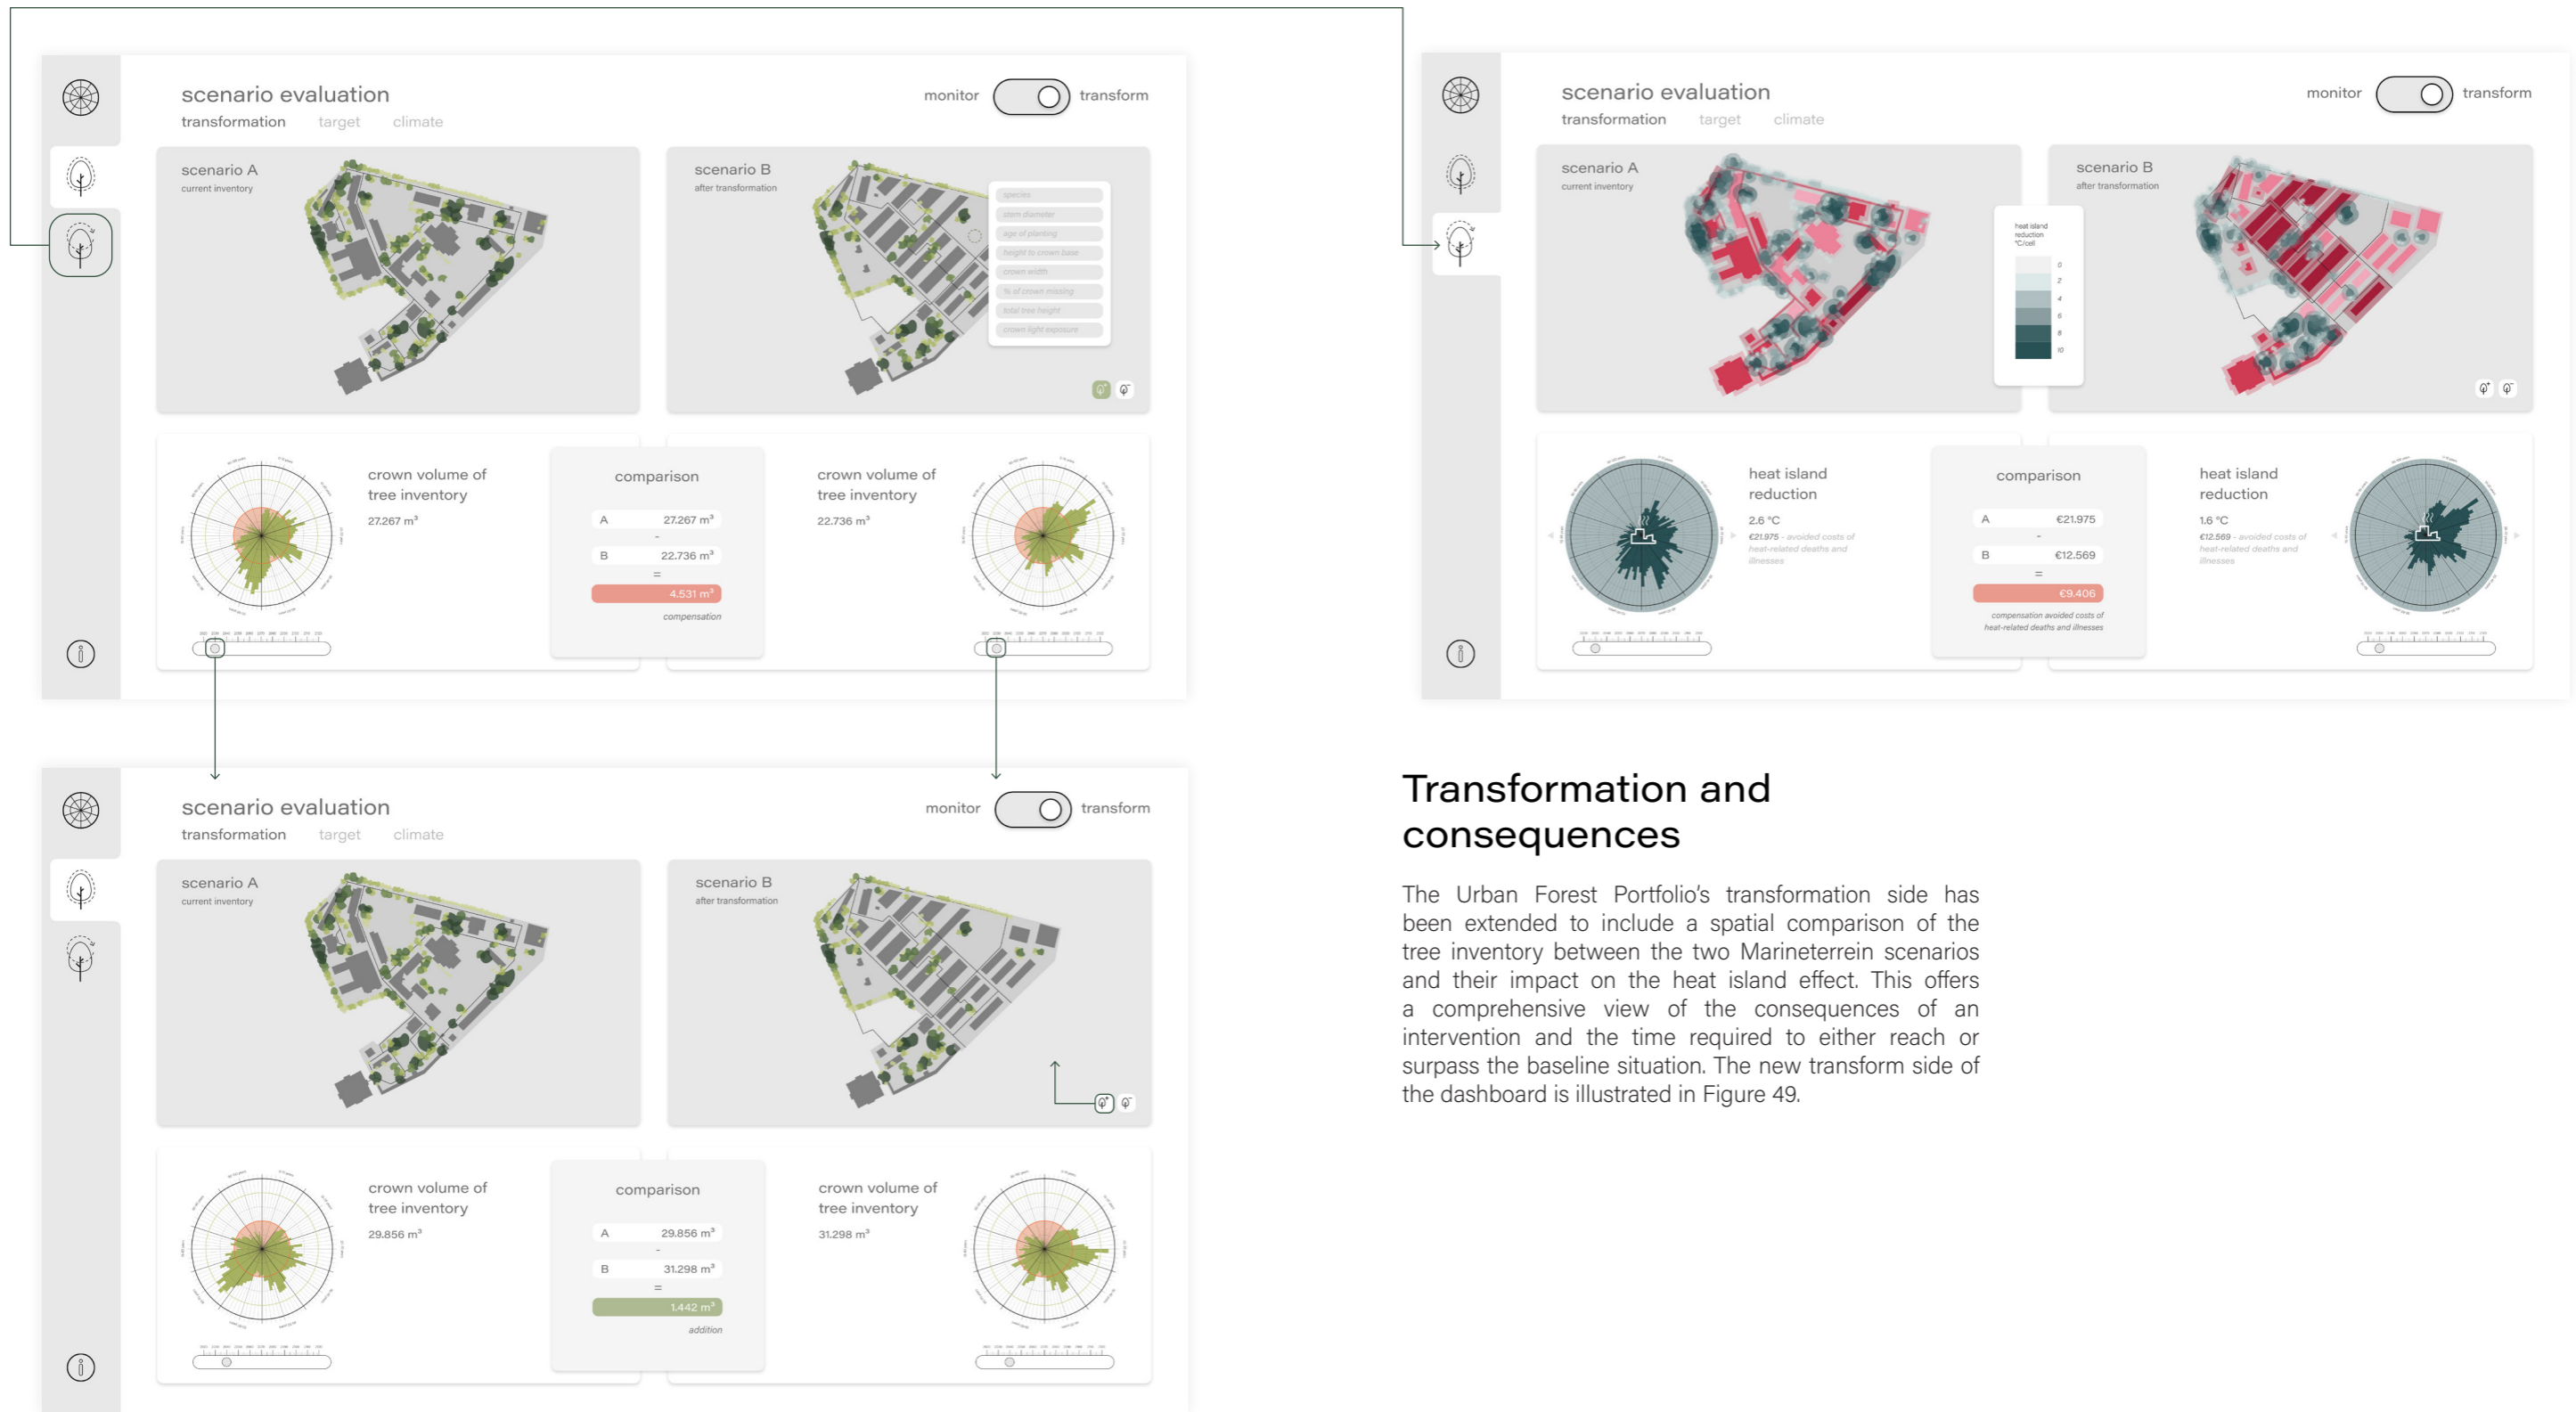 scenario evaluation
monitor
transform
transformation target climate
scenario A
current inventory
scenario B
after transformation
species
stem diameter
age of planting
height to crown base
crown width
% of crown missing
total tree height
crown light exposure
crown volume of
tree inventory
27.267 m³
comparison
A 27.267 m³
-
B 22.736 m³
=
4.531 m³
compensation
crown volume of
tree inventory
22.736 m³
scenario evaluation
monitor
transform
transformation target climate
scenario A
current inventory
heat island
reduction
°C/cell
0
2
4
6
8
10
scenario B
after transformation
heat island
reduction
2.6 °C
€21.975 - avoided costs of
heat-related deaths and
illnesses
comparison
A €21.975
-
B €12.569
=
€9.406
compensation avoided costs of
heat-related deaths and illnesses
heat island
reduction
1.6 °C
€12.569 - avoided costs of
heat-related deaths and
illnesses
scenario evaluation
monitor
transform
transformation target climate
scenario A
current inventory
scenario B
after transformation
crown volume of
tree inventory
29.856 m³
comparison
A 29.856 m³
-
B 31.298 m³
=
1.442 m³
addition
crown volume of
tree inventory
31.298 m³
Transformation and
consequences
The Urban Forest Portfolio's transformation side has
been extended to include a spatial comparison of the
tree inventory between the two Marineterrein scenarios
and their impact on the heat island effect. This offers
a comprehensive view of the consequences of an
intervention and the time required to either reach or
surpass the baseline situation. The new transform side of
the dashboard is illustrated in Figure 49.